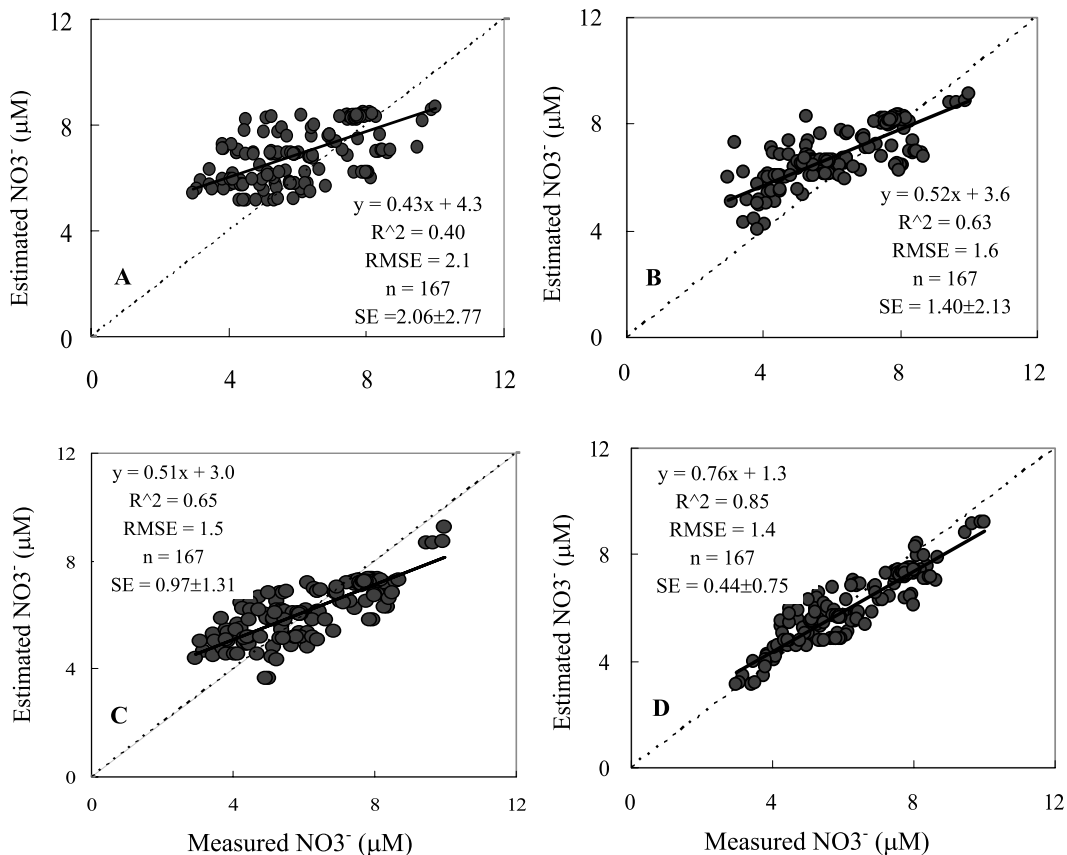 12
8
4
0
Estimated NO3⁻ (μM)
A
y = 0.43x + 4.3
R^2 = 0.40
RMSE = 2.1
n = 167
SE =2.06±2.77
0 4 8 12
12
8
4
0
Estimated NO3⁻ (μM)
B
y = 0.52x + 3.6
R^2 = 0.63
RMSE = 1.6
n = 167
SE = 1.40±2.13
0 4 8 12
12
8
4
0
Estimated NO3⁻ (μM)
y = 0.51x + 3.0
R^2 = 0.65
RMSE = 1.5
n = 167
SE = 0.97±1.31
C
0 4 8 12
Measured NO3⁻ (μM)
12
8
4
0
Estimated NO3⁻ (μM)
y = 0.76x + 1.3
R^2 = 0.85
RMSE = 1.4
n = 167
SE = 0.44±0.75
D
0 4 8 12
Measured NO3⁻ (μM)